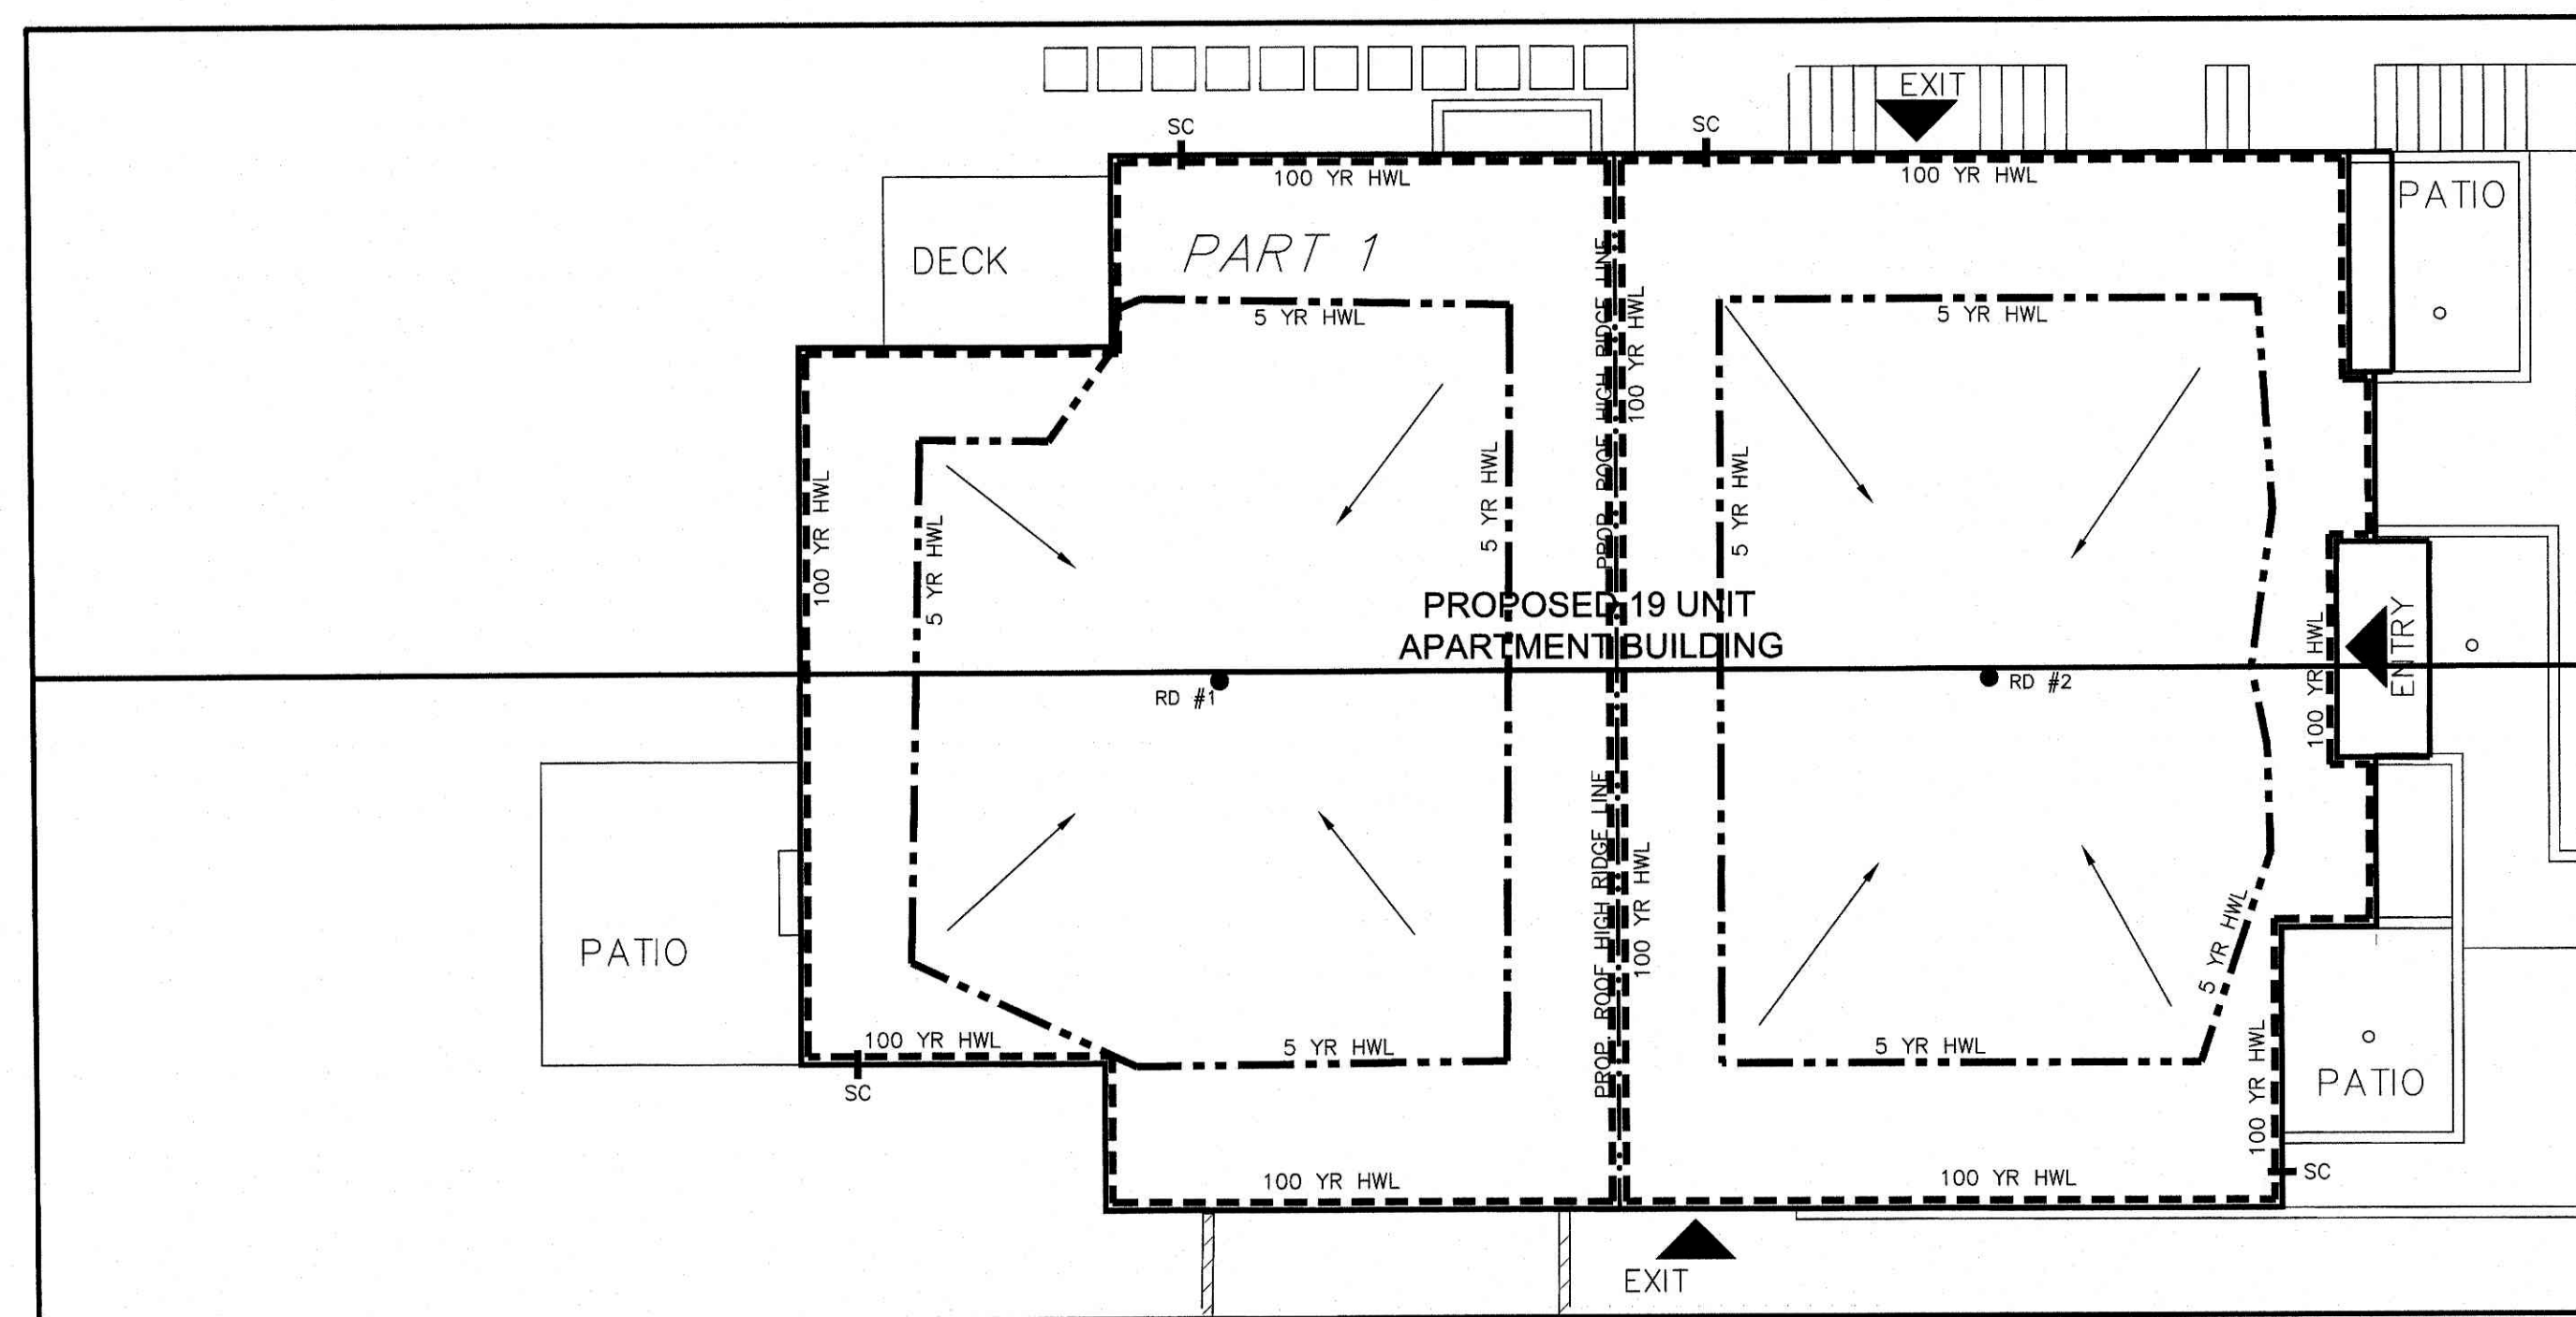 EXIT
SC
SC
100 YR HWL
100 YR HWL
PATIO
DECK
PART 1
5 YR HWL
5 YR HWL
PROP. ROOF HIGH RIDGE LINE
100 YR HWL
100 YR HWL
5 YR HWL
5 YR HWL
5 YR HWL
PROPOSED 19 UNIT
APARTMENT BUILDING
100 YR HWL
ENTRY
RD #1
RD #2
PATIO
PROP. ROOF HIGH RIDGE LINE
100 YR HWL
5 YR HWL
100 YR HWL
5 YR HWL
5 YR HWL
100 YR HWL
PATIO
SC
100 YR HWL
100 YR HWL
SC
EXIT